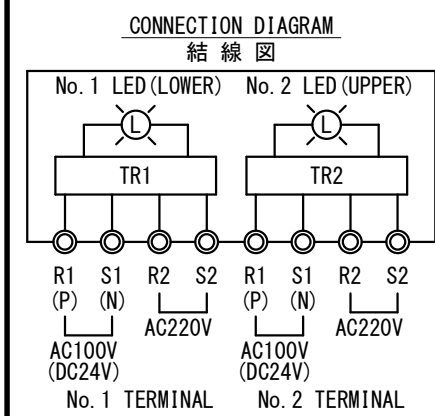 CONNECTION DIAGRAM
結線図
No.1 LED(LOWER) No.2 LED(UPPER)
L L
TR1 TR2
R1 S1 R2 S2 R1 S1 R2 S2
(P) (N) (P) (N)
AC220V AC220V
AC100V AC100V
(DC24V) (DC24V)
No.1 TERMINAL No.2 TERMINAL